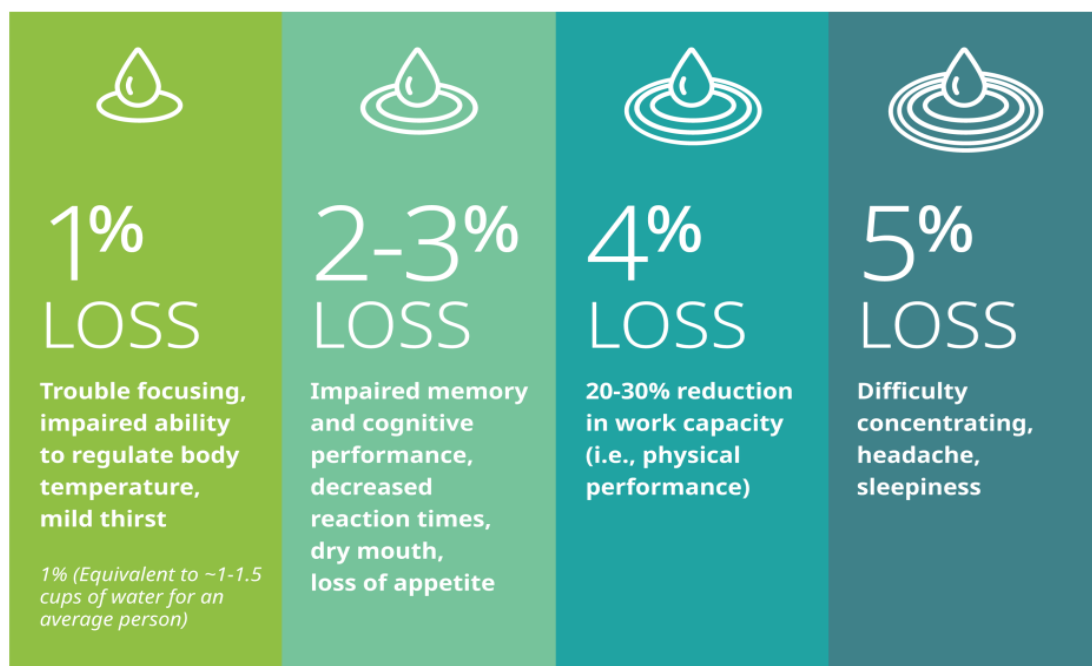 1%
LOSS
Trouble focusing,
impaired ability
to regulate body
temperature,
mild thirst
1% (Equivalent to ~1-1.5
cups of water for an
average person)
2-3%
LOSS
Impaired memory
and cognitive
performance,
decreased
reaction times,
dry mouth,
loss of appetite
4%
LOSS
20-30% reduction
in work capacity
(i.e., physical
performance)
5%
LOSS
Difficulty
concentrating,
headache,
sleepiness